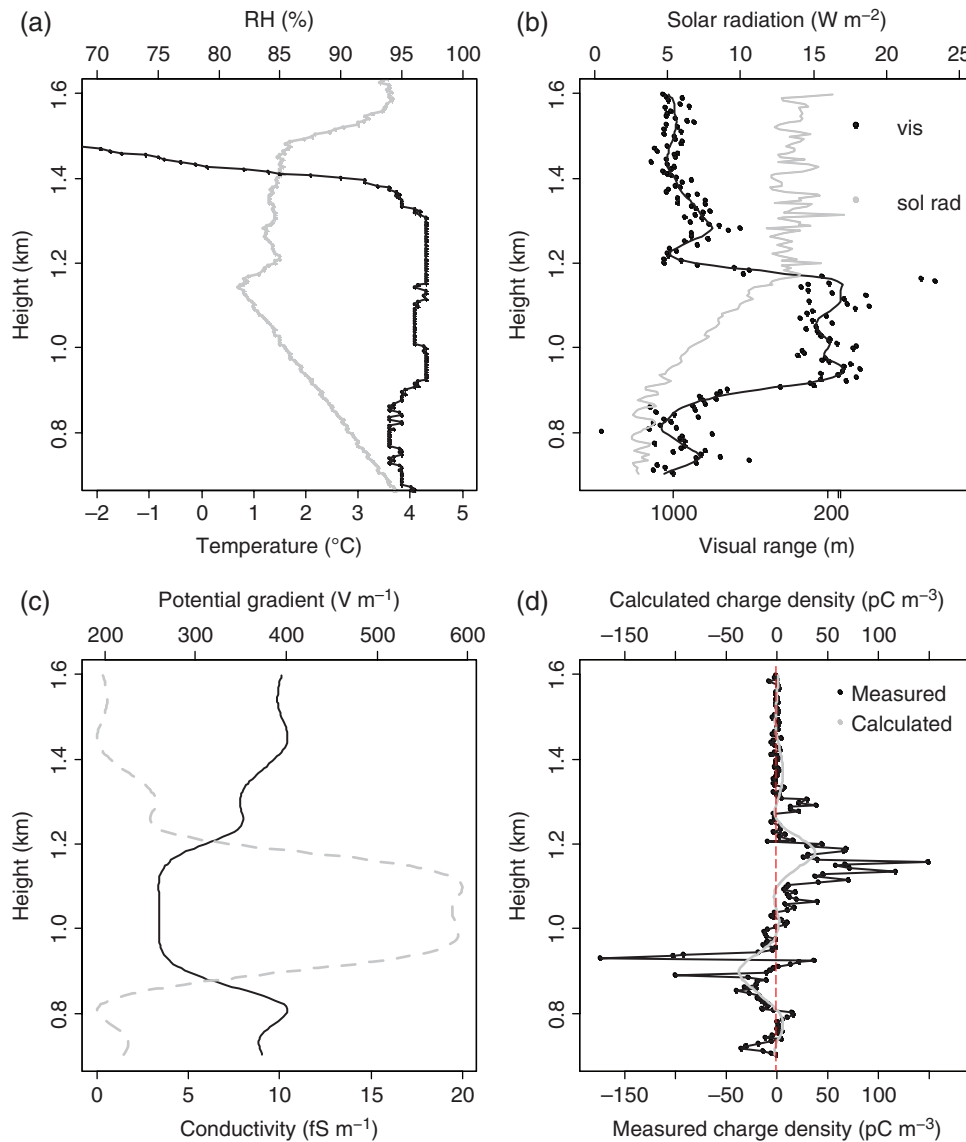 (a)
RH (%)
70 75 80 85 90 95 100
Height (km)
0.8 1.0 1.2 1.4 1.6
−2 −1 0 1 2 3 4 5
Temperature (°C)
(b)
Solar radiation (W m−2)
0 5 10 15 20 25
Height (km)
0.8 1.0 1.2 1.4 1.6
vis
sol rad
1000 200
Visual range (m)
(c)
Potential gradient (V m−1)
200 300 400 500 600
Height (km)
0.8 1.0 1.2 1.4 1.6
0 5 10 15 20
Conductivity (fS m−1)
(d)
Calculated charge density (pC m−3)
−150 −50 0 50 100
Height (km)
0.8 1.0 1.2 1.4 1.6
Measured
Calculated
−150 −50 0 50 100
Measured charge density (pC m−3)